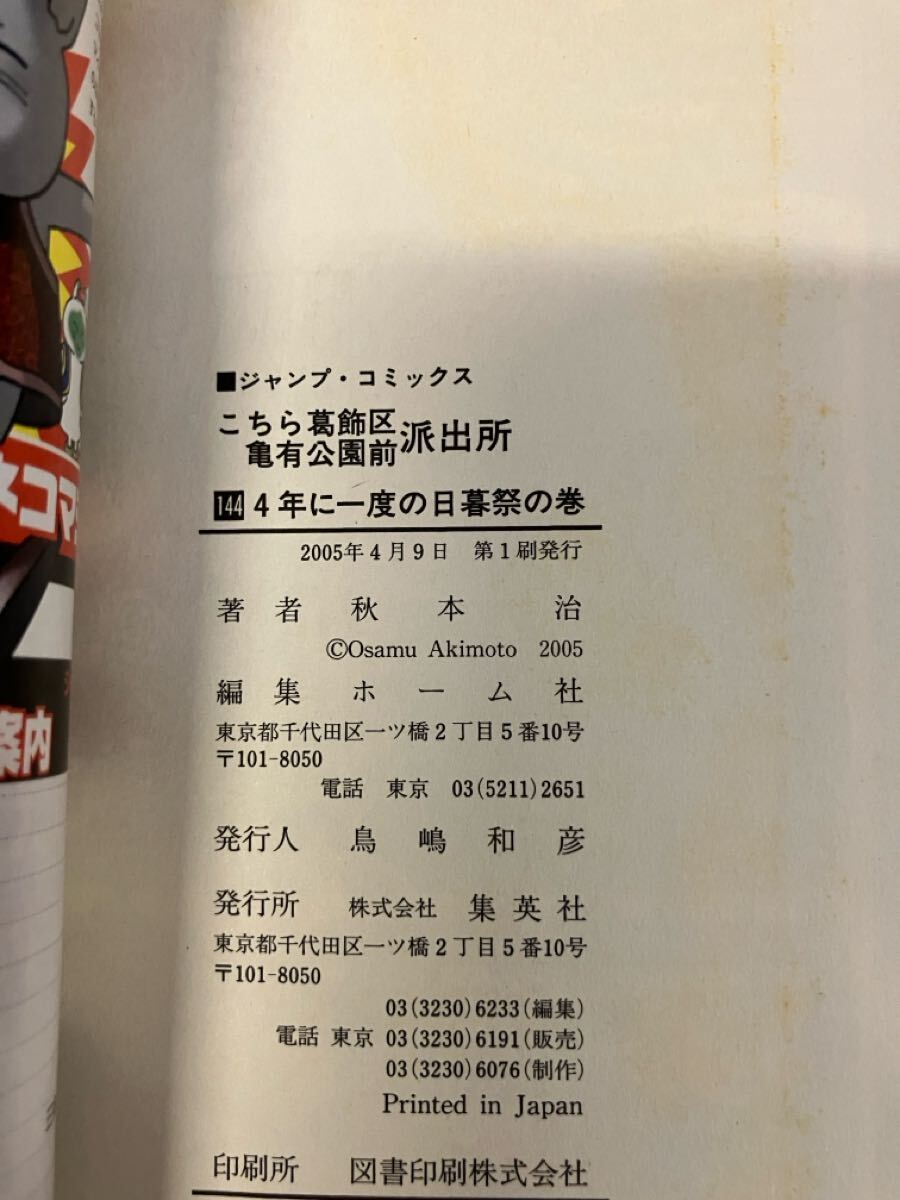 ■ジャンプ・コミックス
こちら葛飾区
亀有公園前
派出所
144 4年に一度の日暮祭の巻
2005年4月9日 第1刷発行
著者 秋本治
©Osamu Akimoto 2005
編集 ホーム社
東京都千代田区一ツ橋2丁目5番10号
〒101-8050
電話 東京 03(5211)2651
発行人 鳥嶋和彦
発行所 株式会社 集英社
東京都千代田区一ツ橋2丁目5番10号
〒101-8050
03(3230)6233(編集)
電話 東京 03(3230)6191(販売)
03(3230)6076(制作)
Printed in Japan
印刷所 図書印刷株式会社
ネコマ
案内